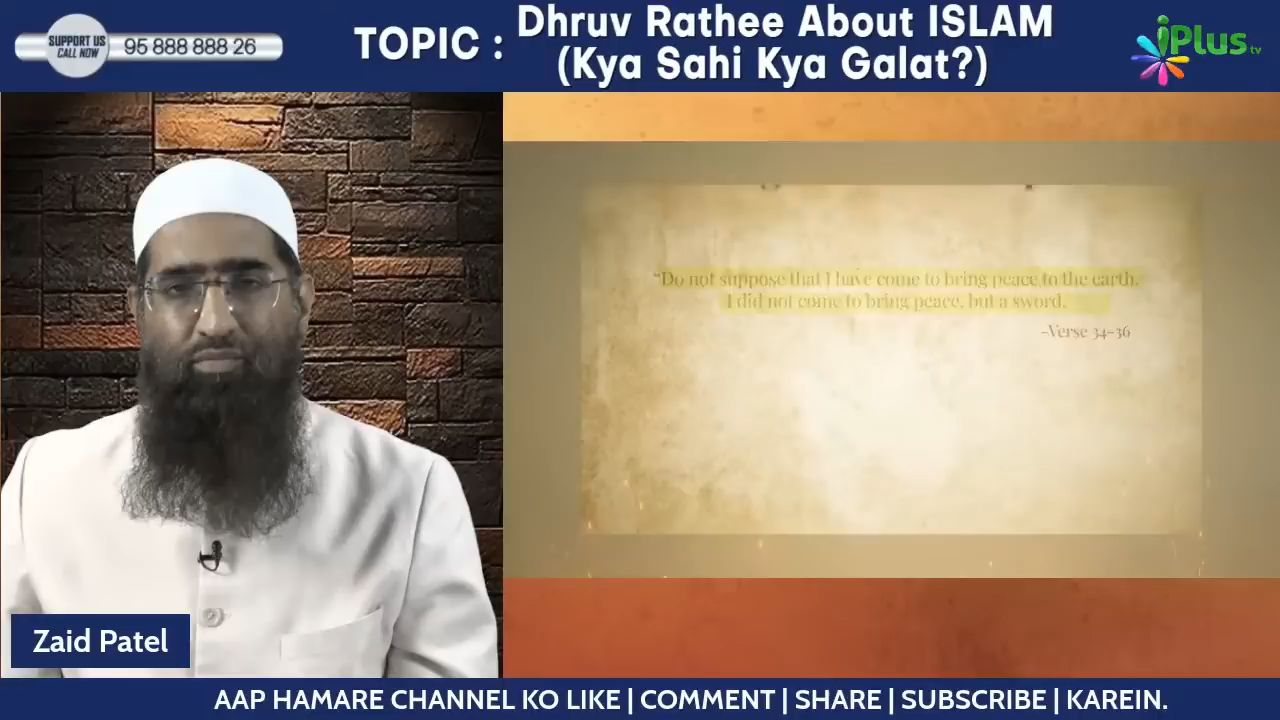 SUPPORT US
CALL NOW
95 888 888 26
TOPIC :
Dhruv Rathee About ISLAM
(Kya Sahi Kya Galat?)
iPlus tv
"Do not suppose that I have come to bring peace to the earth.
I did not come to bring peace, but a sword.
-Verse 34-36
Zaid Patel
AAP HAMARE CHANNEL KO LIKE | COMMENT | SHARE | SUBSCRIBE | KAREIN.